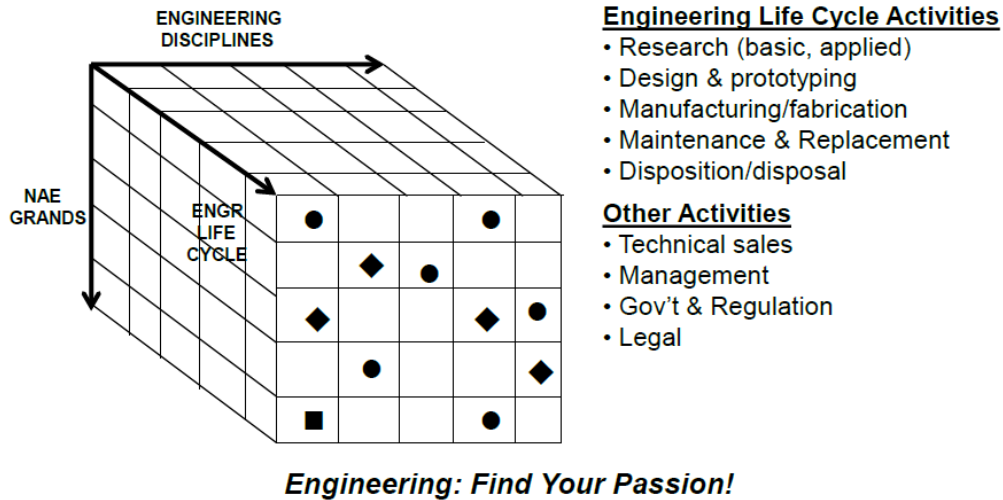 ENGINEERING
DISCIPLINES
NAE
GRANDS
ENGR
LIFE
CYCLE
Engineering Life Cycle Activities
• Research (basic, applied)
• Design & prototyping
• Manufacturing/fabrication
• Maintenance & Replacement
• Disposition/disposal
Other Activities
• Technical sales
• Management
• Gov't & Regulation
• Legal
Engineering: Find Your Passion!